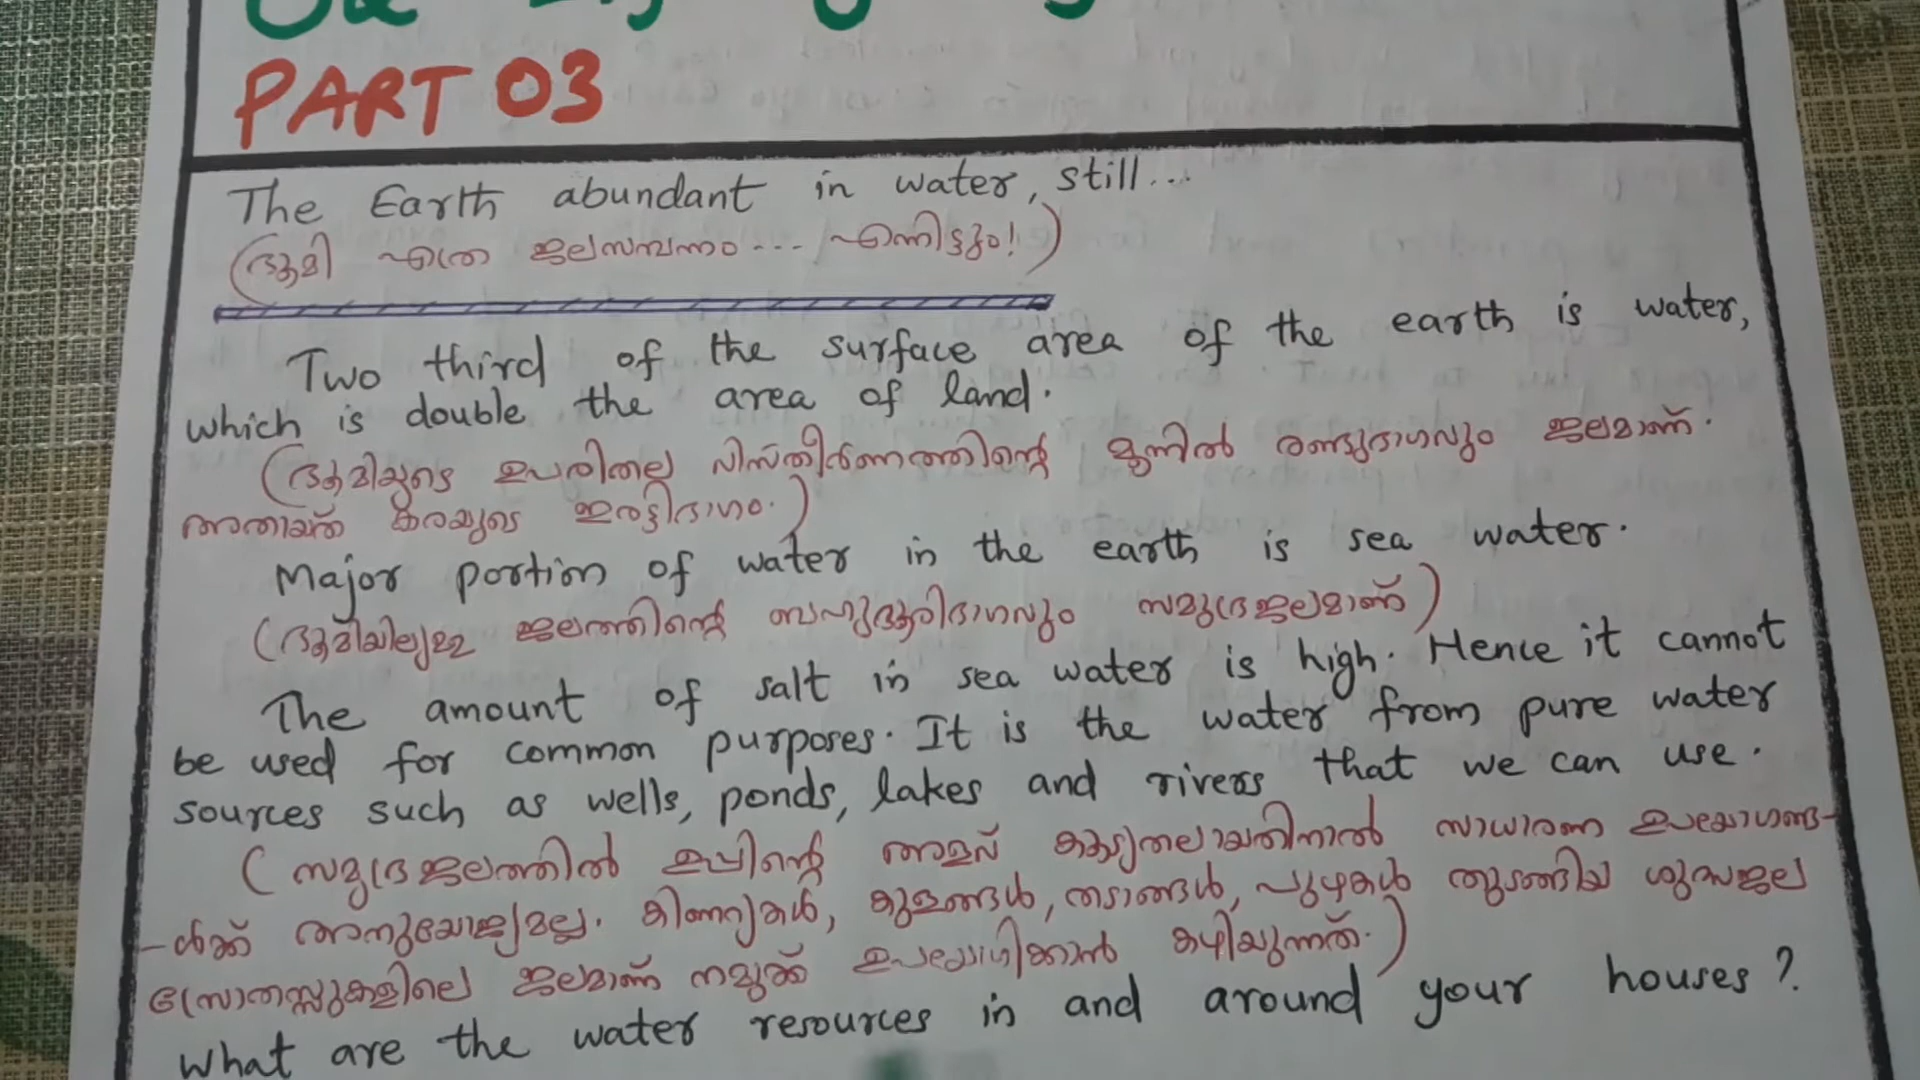 PART 03
The Earth abundant in water, still...
(ഭൂമി എത്ര ജലസമ്പന്നം... എന്നിട്ടും!)
Two third of the surface area of the earth is water,
which is double the area of land.
(ഭൂമിയുടെ ഉപരിതല വിസ്തീർണത്തിന്റെ മൂന്നിൽ രണ്ടുഭാഗവും ജലമാണ്.
അതായത് കരയുടെ ഇരട്ടിഭാഗം.)
Major portion of water in the earth is sea water.
(ഭൂമിയിലുള്ള ജലത്തിന്റെ ബഹുഭൂരിഭാഗവും സമുദ്രജലമാണ്)
The amount of salt in sea water is high. Hence it cannot
be used for common purposes. It is the water from pure water
sources such as wells, ponds, lakes and rivers that we can use.
(സമുദ്രജലത്തിൽ ഉപ്പിന്റെ അളവ് കൂടുതലായതിനാൽ സാധാരണ ഉപയോഗങ്ങ-
-ൾക്ക് അനുയോജ്യമല്ല. കിണറുകൾ, കുളങ്ങൾ, തടാങ്ങൾ, പുഴകൾ തുടങ്ങിയ ശുദ്ധജല
സ്രോതസ്സുകളിലെ ജലമാണ് നമുക്ക് ഉപയോഗിക്കാൻ കഴിയുന്നത്.)
What are the water resources in and around your houses?